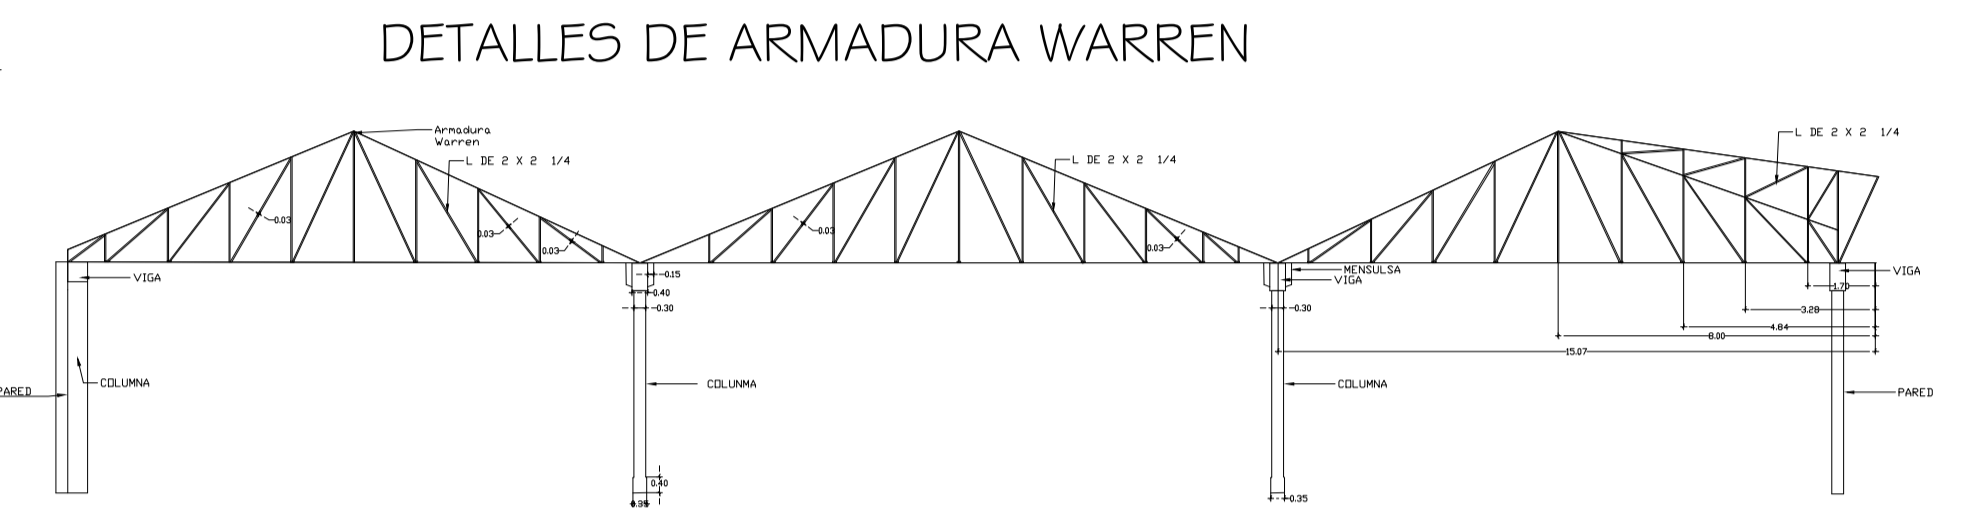 DETALLES DE ARMADURA WARREN
Armadura
Warren
L DE 2 X 2 1/4
L DE 2 X 2 1/4
L DE 2 X 2 1/4
0.03
0.03
0.03
0.03
0.03
VIGA
0.15
0.40
0.30
MENSULSA
VIGA
0.30
VIGA
1.70
3.28
4.84
8.00
15.07
COLUMNA
PARED
COLUNMA
COLUMNA
PARED
0.40
0.35
0.35